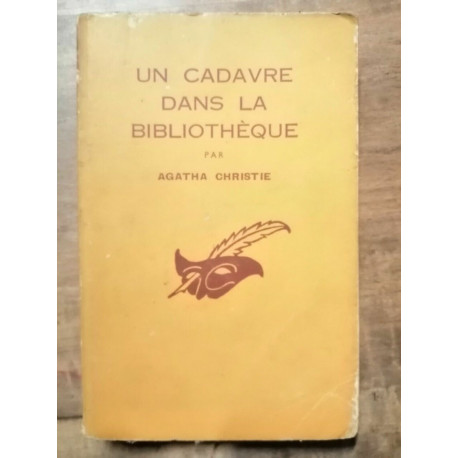 UN CADAVRE
DANS LA
BIBLIOTHÈQUE
PAR
AGATHA CHRISTIE